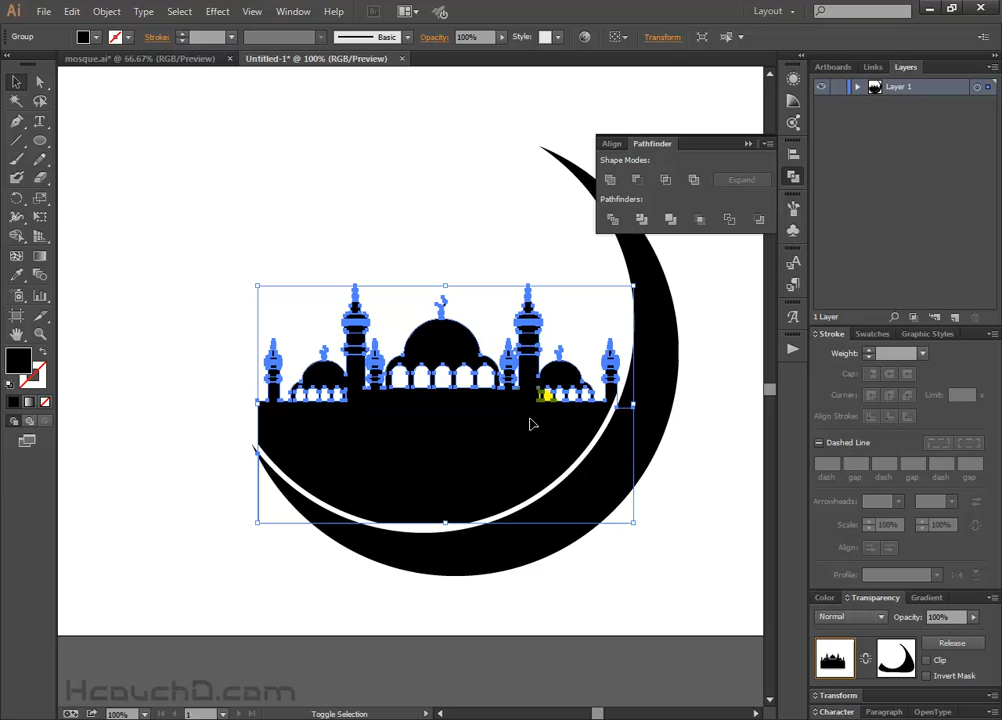 Ai File Edit Object Type Select Effect View Window Help Br Layout
Group Stroke: Basic Opacity: 100% Style: Transform
mosque.ai* @ 66.67% (RGB/Preview) × Untitled-1* @ 100% (RGB/Preview) ×
Artboards Links Layers
Layer 1
Align Pathfinder
Shape Modes:
Expand
Pathfinders:
1 Layer
Stroke Swatches Graphic Styles
Weight:
Cap:
Corner: Limit:
Align Stroke:
Dashed Line
dash gap dash gap dash gap
Arrowheads:
Scale: 100% 100%
Align:
Profile:
Color Transparency Gradient
Normal Opacity: 100%
Release
Clip
Invert Mask
HcouchD.com
Transform
100% 1 Toggle Selection
Character Paragraph OpenType